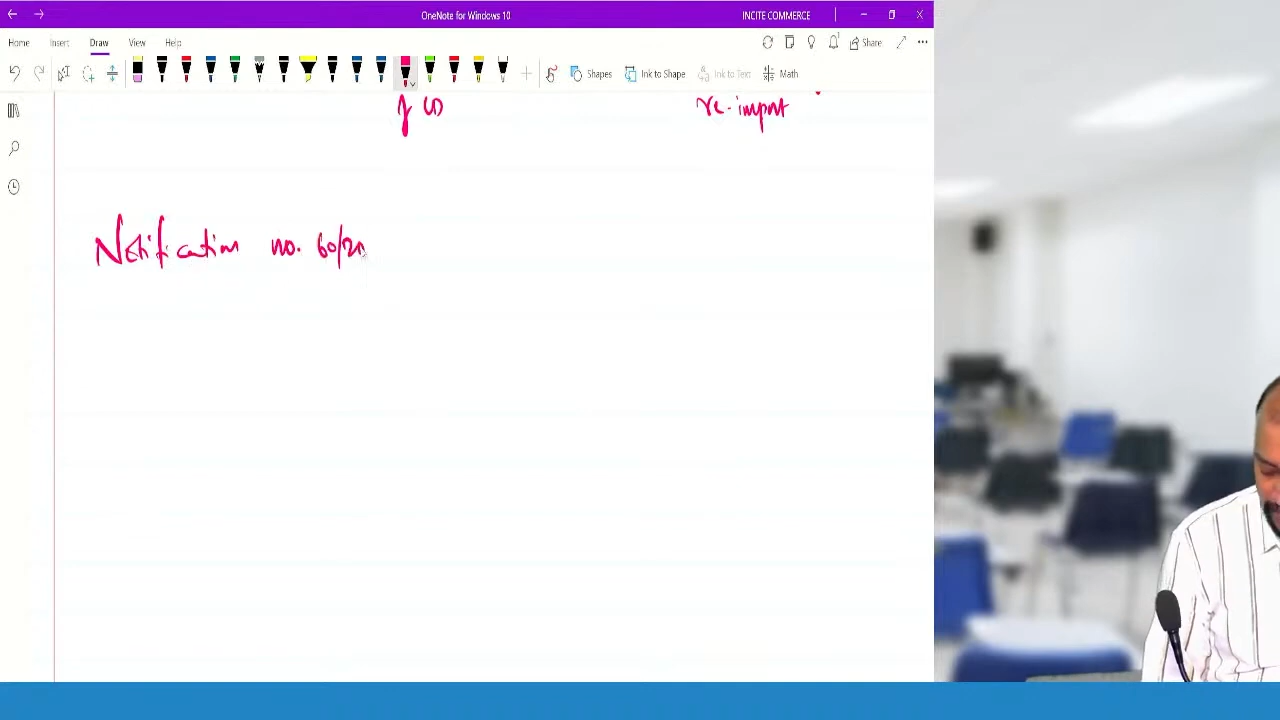 OneNote for Windows 10
INCITE COMMERCE
Home Insert Draw View Help
Share
Shapes Ink to Shape Ink to Text Math
re-import
Notification no. 60/20